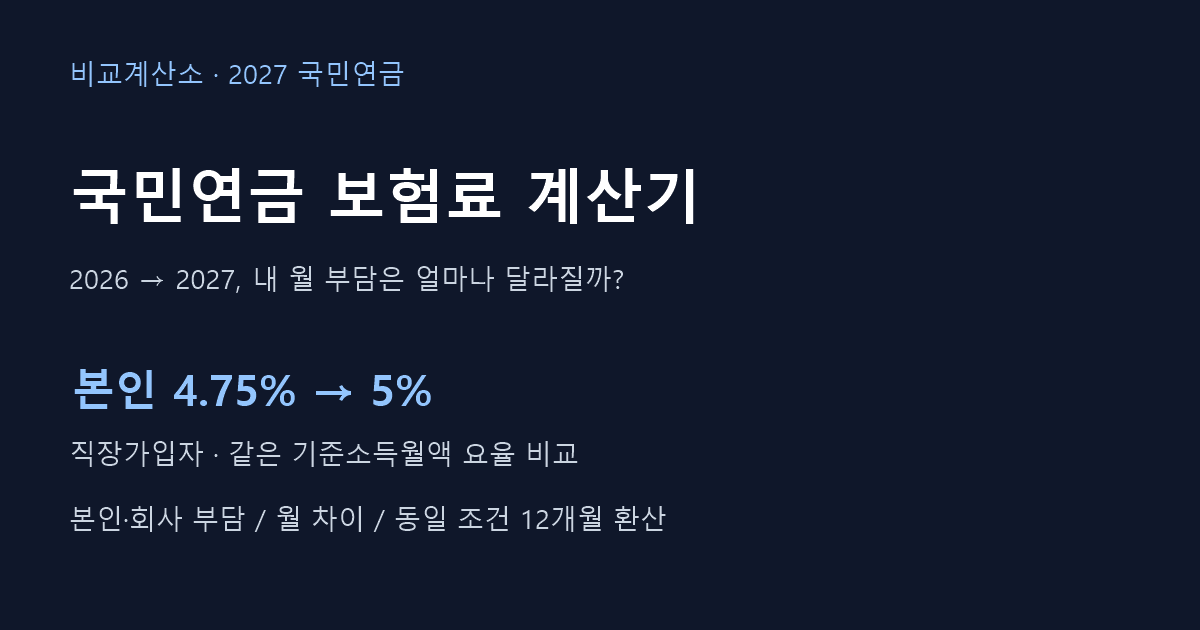 비교계산소 · 2027 국민연금
국민연금 보험료 계산기
2026 → 2027, 내 월 부담은 얼마나 달라질까?
본인 4.75% → 5%
직장가입자 · 같은 기준소득월액 요율 비교
본인·회사 부담 / 월 차이 / 동일 조건 12개월 환산